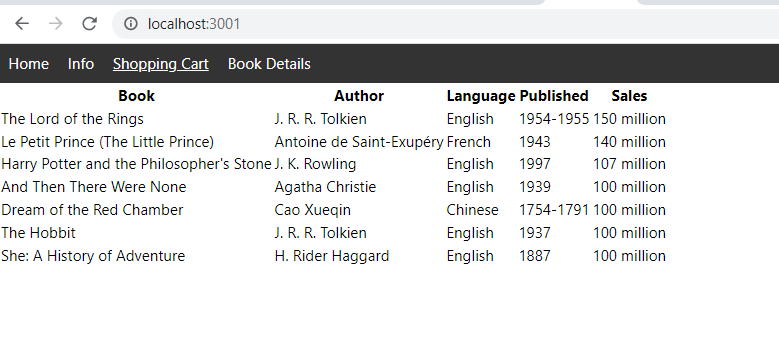 localhost:3001
Home Info Shopping Cart Book Details
Book Author Language Published Sales
The Lord of the Rings J. R. R. Tolkien English 1954-1955 150 million
Le Petit Prince (The Little Prince) Antoine de Saint-Exupéry French 1943 140 million
Harry Potter and the Philosopher's Stone J. K. Rowling English 1997 107 million
And Then There Were None Agatha Christie English 1939 100 million
Dream of the Red Chamber Cao Xueqin Chinese 1754-1791 100 million
The Hobbit J. R. R. Tolkien English 1937 100 million
She: A History of Adventure H. Rider Haggard English 1887 100 million